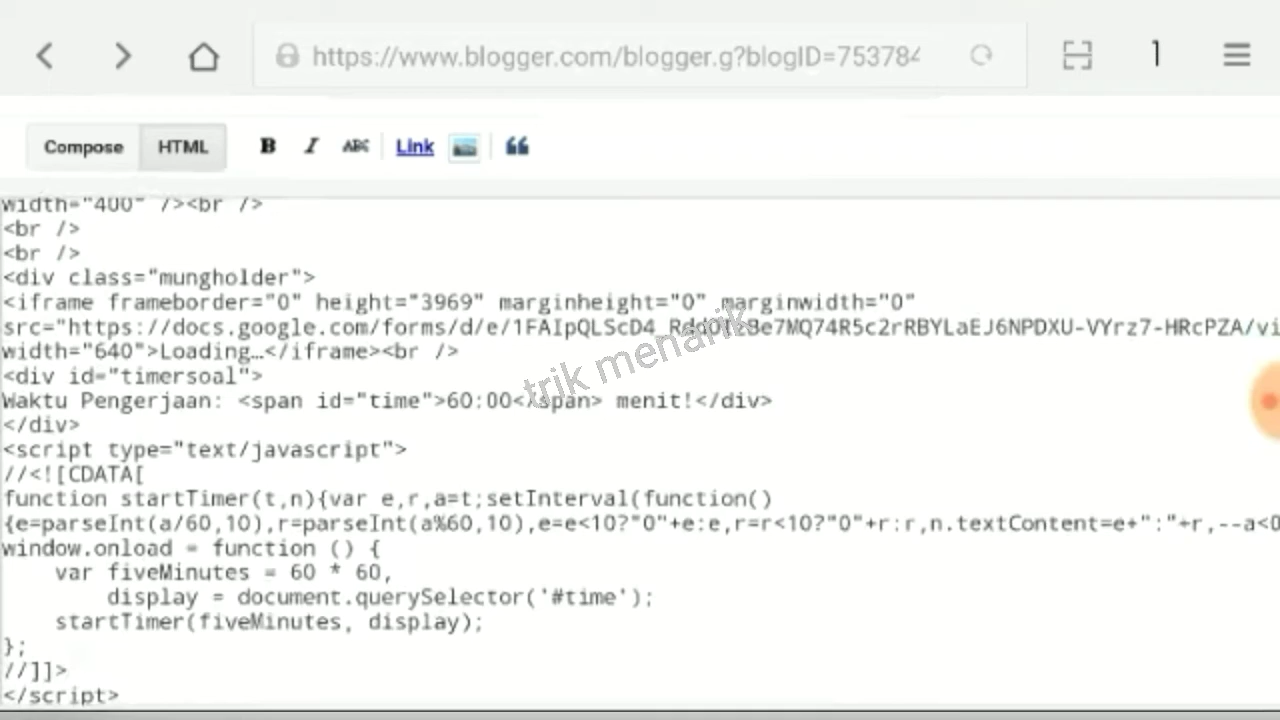 https://www.blogger.com/blogger.g?blogID=753784
1
Compose HTML B I ABC Link
width="400" /><br />
<br />
<br />
<div class="mungholder">
<iframe frameborder="0" height="3969" marginheight="0" marginwidth="0"
width="640">Loading…</iframe><br />
<div id="timersoal">
Waktu Pengerjaan: <span id="time">60:00</span> menit!</div>
</div>
<script type="text/javascript">
//<![CDATA[
function startTimer(t,n){var e,r,a=t;setInterval(function()
{e=parseInt(a/60,10),r=parseInt(a%60,10),e=e<10?"0"+e:e,r=r<10?"0"+r:r,n.textContent=e+":"+r,--a<0
window.onload = function () {
var fiveMinutes = 60 * 60,
display = document.querySelector('#time');
startTimer(fiveMinutes, display);
};
//]]>
</script>
trik menarik